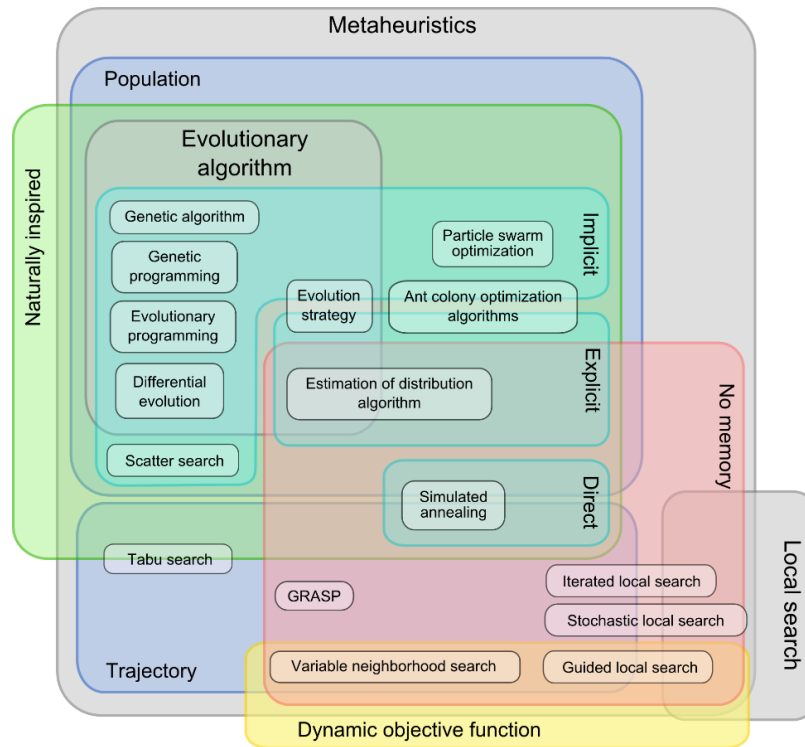 Metaheuristics
Population
Evolutionary
algorithm
Naturally inspired
Implicit
Genetic algorithm
Particle swarm
optimization
Genetic
programming
Evolution
strategy
Ant colony optimization
algorithms
Evolutionary
programming
Explicit
Differential
evolution
Estimation of distribution
algorithm
No memory
Scatter search
Direct
Simulated
annealing
Local search
Tabu search
Iterated local search
GRASP
Stochastic local search
Trajectory
Variable neighborhood search
Guided local search
Dynamic objective function